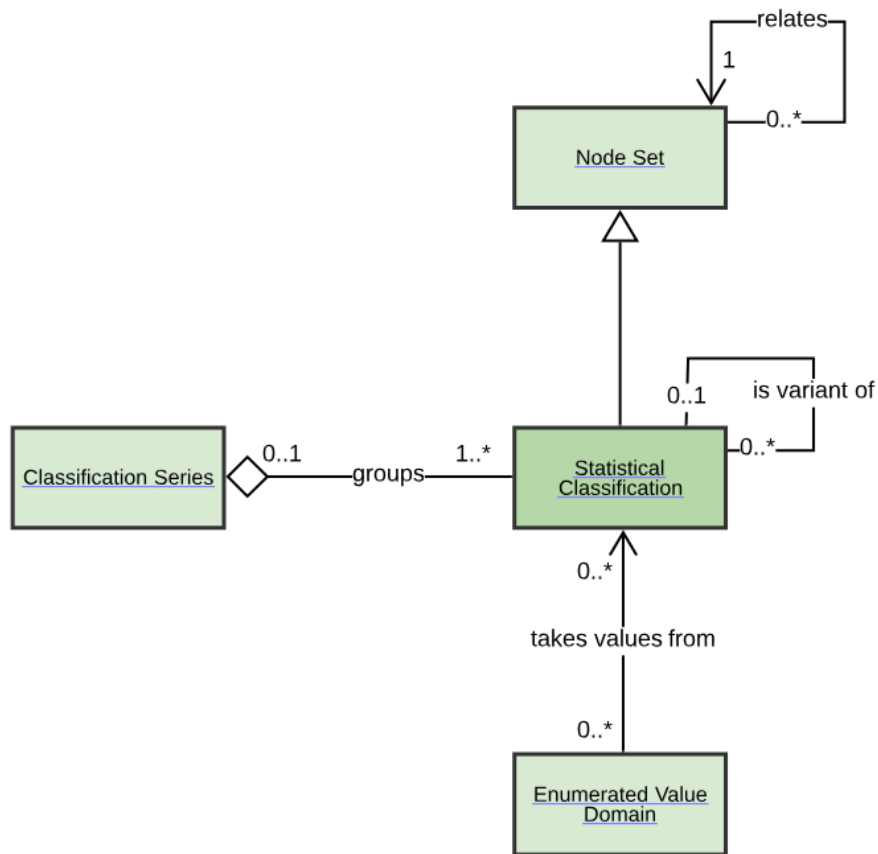 relates
1
0..*
Node Set
0..1
is variant of
0..*
Classification Series
0..1
groups
1..*
Statistical
Classification
0..*
takes values from
0..*
Enumerated Value
Domain